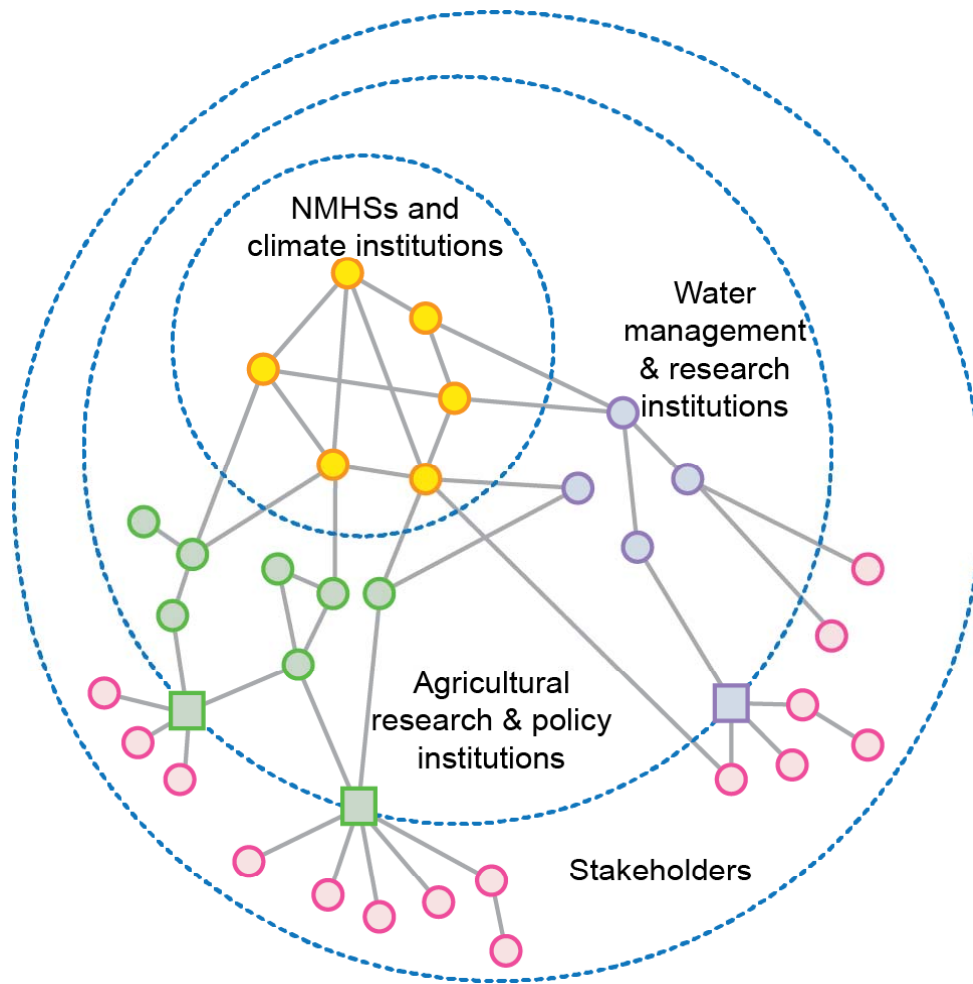 NMHSs and
climate institutions
Water
management
& research
institutions
Agricultural
research & policy
institutions
Stakeholders